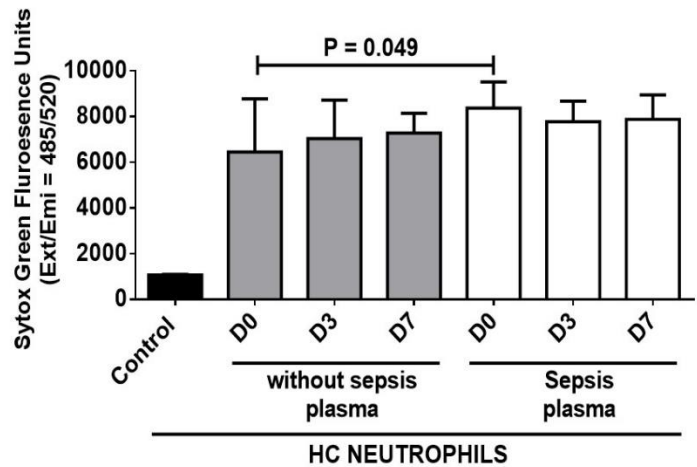 P = 0.049
Sytox Green Fluroesence Units
(Ext/Emi = 485/520)
10000
8000
6000
4000
2000
0
Control
D0
D3
D7
D0
D3
D7
without sepsis
plasma
Sepsis
plasma
HC NEUTROPHILS